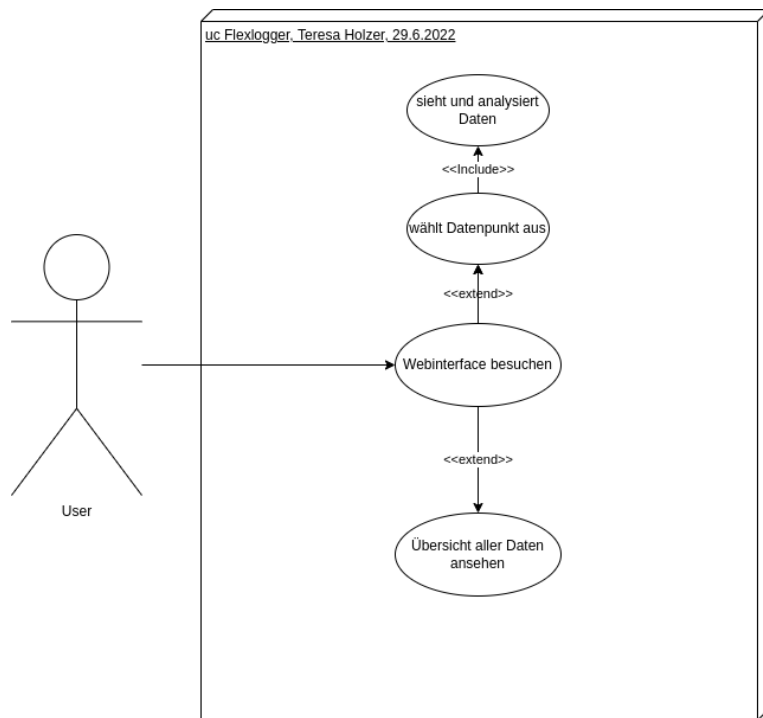 uc Flexlogger, Teresa Holzer, 29.6.2022
sieht und analysiert
Daten
<<Include>>
wählt Datenpunkt aus
<<extend>>
Webinterface besuchen
<<extend>>
User
Übersicht aller Daten
ansehen